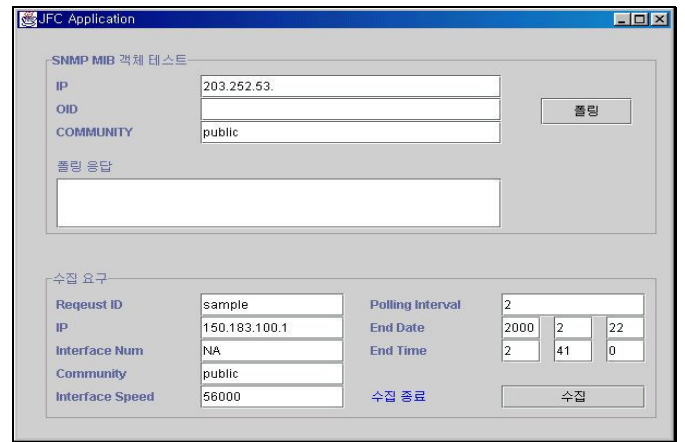 JFC Application
SNMP MIB 객체 테스트
IP 203.252.53.
OID
COMMUNITY public
폴링
폴링 응답
수집 요구
Reqeust ID sample Polling Interval 2
IP 150.183.100.1 End Date 2000 2 22
Interface Num NA End Time 2 41 0
Community public
Interface Speed 56000 수집 종료 수집